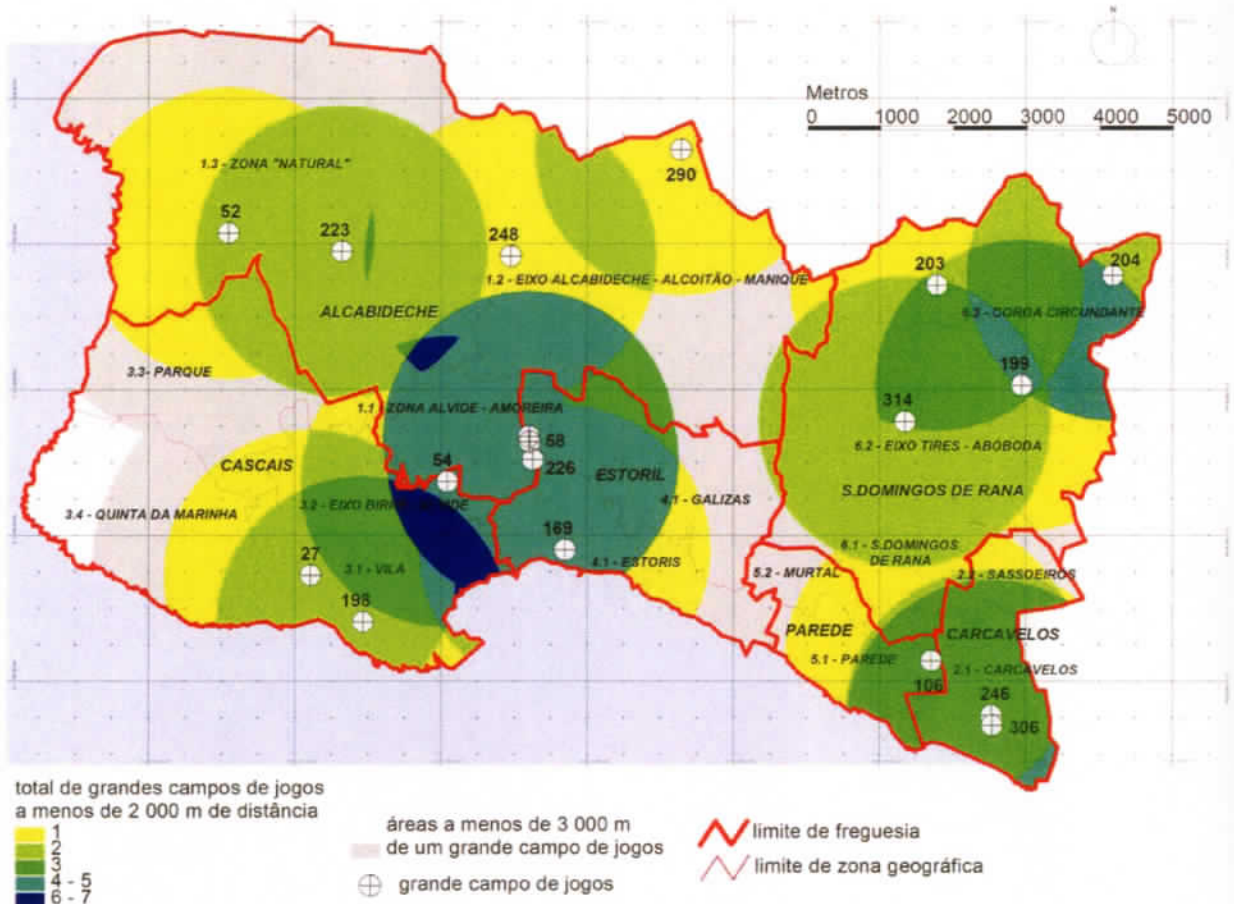 N
Metros
0 1000 2000 3000 4000 5000
290
1.3 - ZONA "NATURAL"
52
223
248
1.2 - EIXO ALCABIDECHE - ALCOITÃO - MANIQUE
203
204
ALCABIDECHE
6.3 - COROA CIRCUNDANTE
3.3- PARQUE
199
1.1 - ZONA ALVIDE - AMOREIRA
314
58
6.2 - EIXO TIRES - ABÓBODA
226
CASCAIS
54
ESTORIL
S.DOMINGOS DE RANA
4.1 - GALIZAS
3.4 - QUINTA DA MARINHA
3.2 - EIXO
169
27
4.1 - ESTORIS
6.1 - S.DOMINGOS
DE RANA
3.1 - VILA
5.2 - MURTAL
2.2 - SASSOEIROS
198
PAREDE
CARCAVELOS
5.1 - PAREDE
2.1 - CARCAVELOS
106
246
306
total de grandes campos de jogos
a menos de 2 000 m de distância
1
2
3
4 - 5
6 - 7
áreas a menos de 3 000 m
de um grande campo de jogos
grande campo de jogos
limite de freguesia
limite de zona geográfica